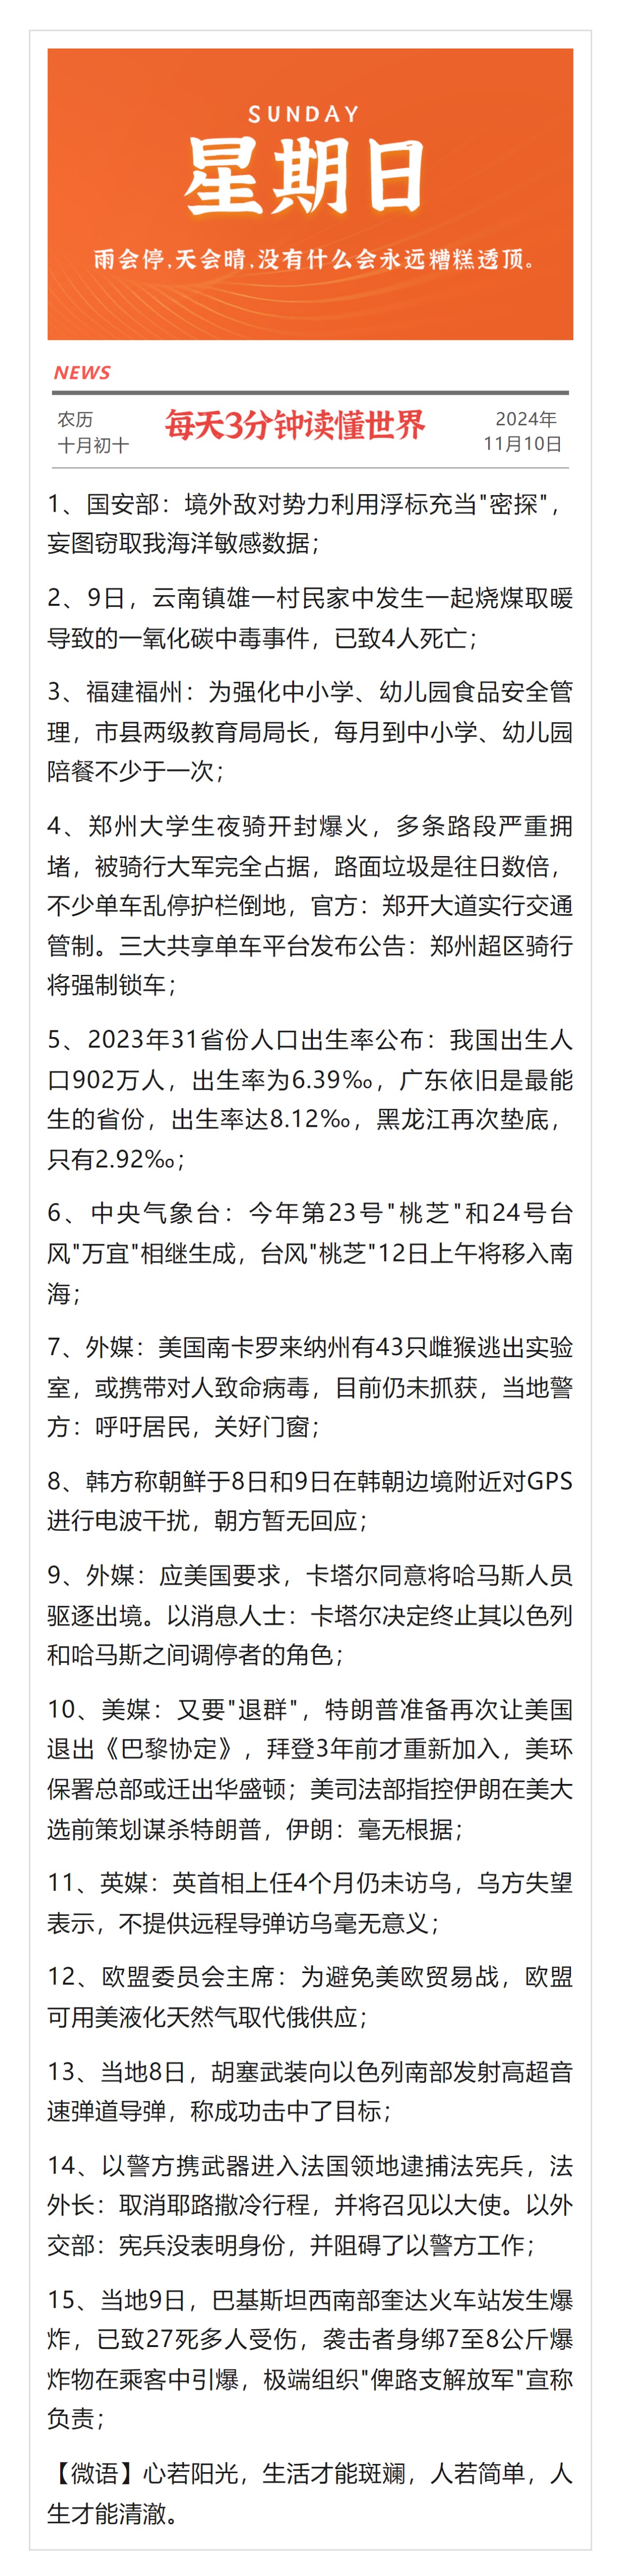 SUNDAY
星期日
雨会停,天会晴,没有什么会永远糟糕透顶。
NEWS
农历
十月初十
每天3分钟读懂世界
2024年
11月10日
1、国安部：境外敌对势力利用浮标充当"密探"，
妄图窃取我海洋敏感数据；
2、9日，云南镇雄一村民家中发生一起烧煤取暖
导致的一氧化碳中毒事件，已致4人死亡；
3、福建福州：为强化中小学、幼儿园食品安全管
理，市县两级教育局局长，每月到中小学、幼儿园
陪餐不少于一次；
4、郑州大学生夜骑开封爆火，多条路段严重拥
堵，被骑行大军完全占据，路面垃圾是往日数倍，
不少单车乱停护栏倒地，官方：郑开大道实行交通
管制。三大共享单车平台发布公告：郑州超区骑行
将强制锁车；
5、2023年31省份人口出生率公布：我国出生人
口902万人，出生率为6.39‰，广东依旧是最能
生的省份，出生率达8.12‰，黑龙江再次垫底，
只有2.92‰；
6、中央气象台：今年第23号"桃芝"和24号台
风"万宜"相继生成，台风"桃芝"12日上午将移入南
海；
7、外媒：美国南卡罗来纳州有43只雌猴逃出实验
室，或携带对人致命病毒，目前仍未抓获，当地警
方：呼吁居民，关好门窗；
8、韩方称朝鲜于8日和9日在韩朝边境附近对GPS
进行电波干扰，朝方暂无回应；
9、外媒：应美国要求，卡塔尔同意将哈马斯人员
驱逐出境。以消息人士：卡塔尔决定终止其以色列
和哈马斯之间调停者的角色；
10、美媒：又要"退群"，特朗普准备再次让美国
退出《巴黎协定》，拜登3年前才重新加入，美环
保署总部或迁出华盛顿；美司法部指控伊朗在美大
选前策划谋杀特朗普，伊朗：毫无根据；
11、英媒：英首相上任4个月仍未访乌，乌方失望
表示，不提供远程导弹访乌毫无意义；
12、欧盟委员会主席：为避免美欧贸易战，欧盟
可用美液化天然气取代俄供应；
13、当地8日，胡塞武装向以色列南部发射高超音
速弹道导弹，称成功击中了目标；
14、以警方携武器进入法国领地逮捕法宪兵，法
外长：取消耶路撒冷行程，并将召见以大使。以外
交部：宪兵没表明身份，并阻碍了以警方工作；
15、当地9日，巴基斯坦西南部奎达火车站发生爆
炸，已致27死多人受伤，袭击者身绑7至8公斤爆
炸物在乘客中引爆，极端组织"俾路支解放军"宣称
负责；
【微语】心若阳光，生活才能斑斓，人若简单，人
生才能清澈。